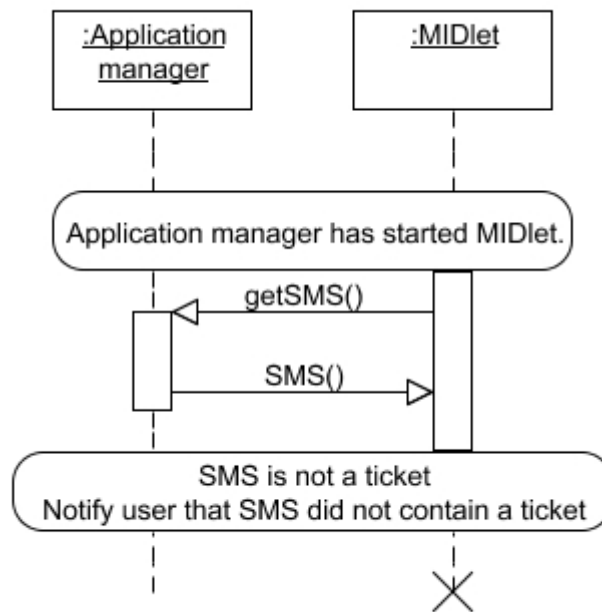 :Application
manager
:MIDlet
Application manager has started MIDlet.
getSMS()
SMS()
SMS is not a ticket
Notify user that SMS did not contain a ticket